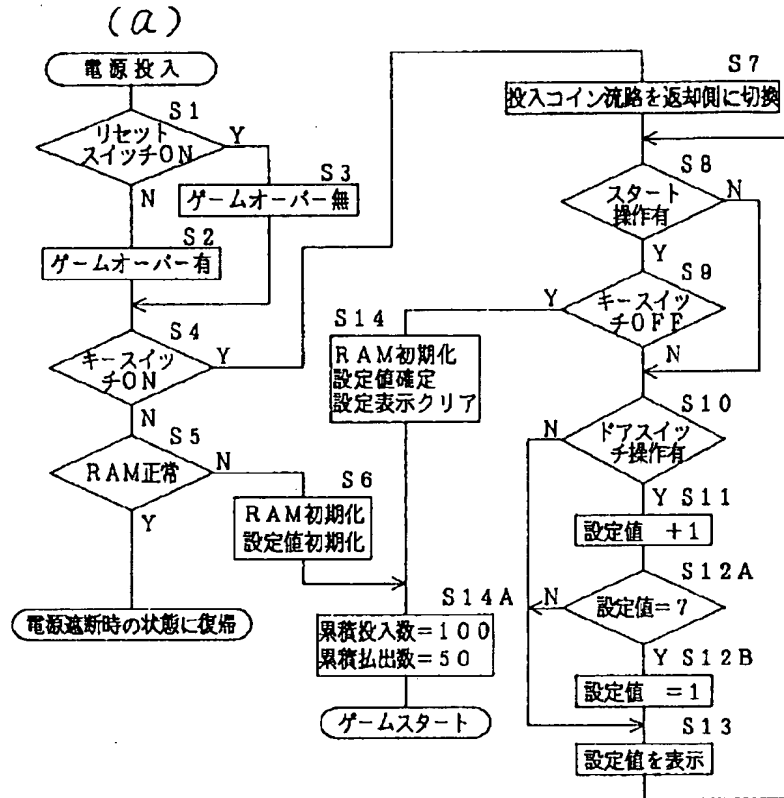 (a)
電源投入
S1
リセット
スイッチON
Y
N
S3
ゲームオーバー無
S2
ゲームオーバー有
S4
キースイッ
チON
Y
N
S5
RAM正常
N
Y
S6
RAM初期化
設定値初期化
電源遮断時の状態に復帰
S14
RAM初期化
設定値確定
設定表示クリア
S14A
累積投入数=100
累積払出数=50
ゲームスタート
S7
投入コイン流路を返却側に切換
S8
スタート
操作有
N
Y
S9
キースイッ
チOFF
Y
N
S10
ドアスイッ
チ操作有
N
Y S11
設定値 +1
S12A
設定値=7
N
Y S12B
設定値 =1
S13
設定値を表示